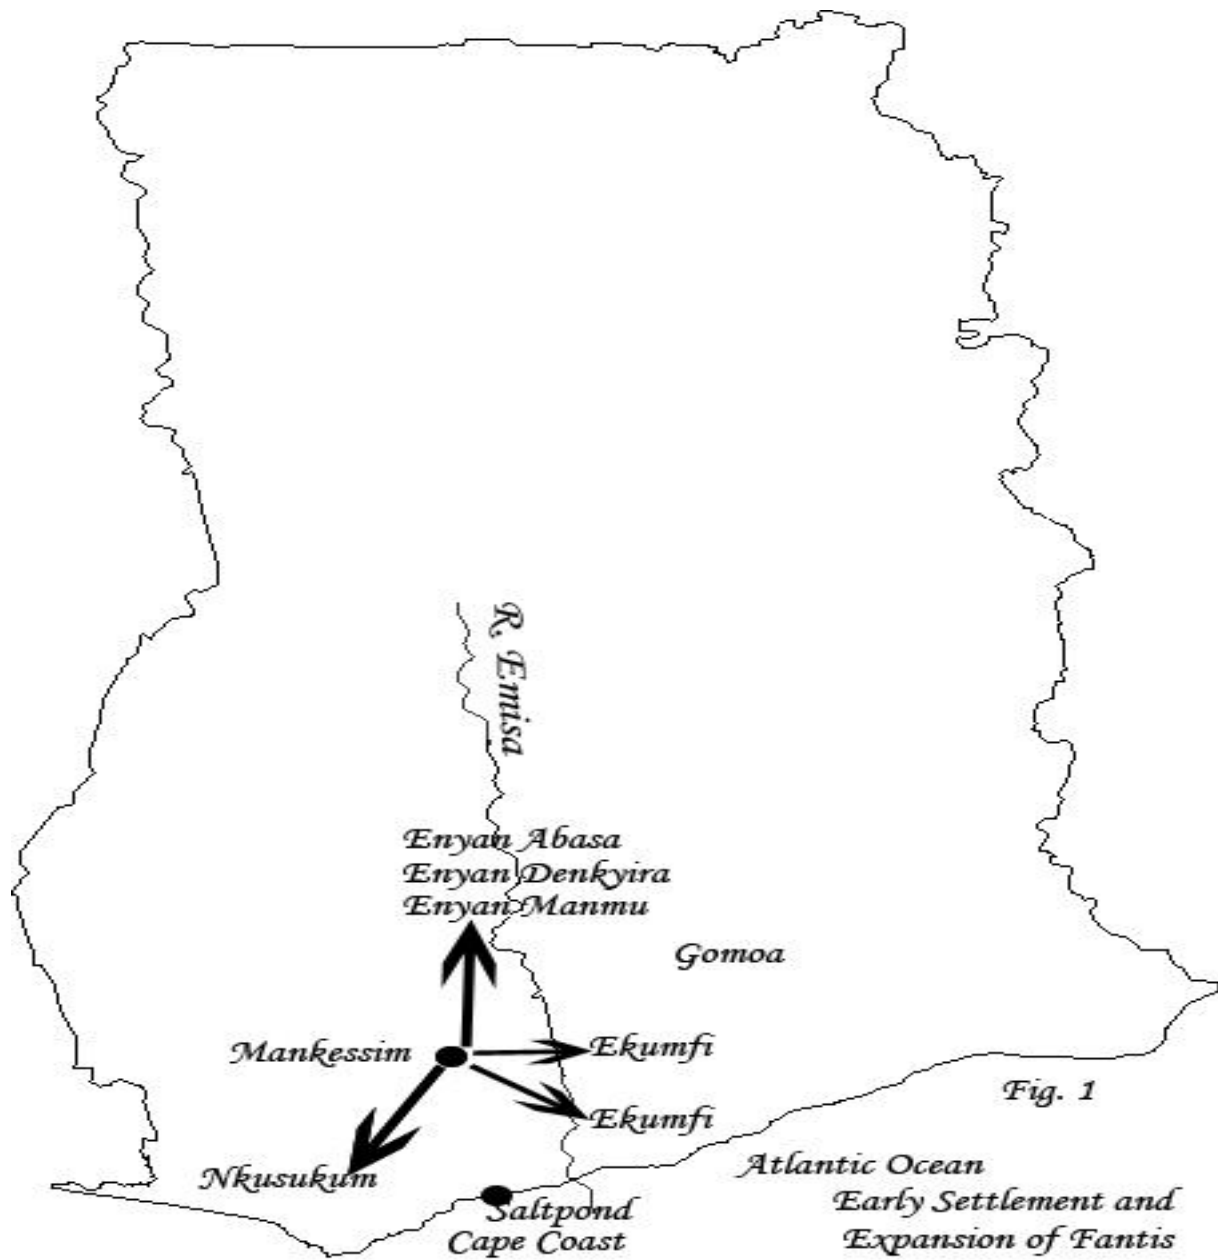 R. Emisa
Enyan Abasa
Enyan Denkyira
Enyan Manmu
Gomoa
Mankessim
Ekumfi
Fig. 1
Ekumfi
Nkusukum
Atlantic Ocean
Saltpond
Cape Coast
Early Settlement and
Expansion of Fantis